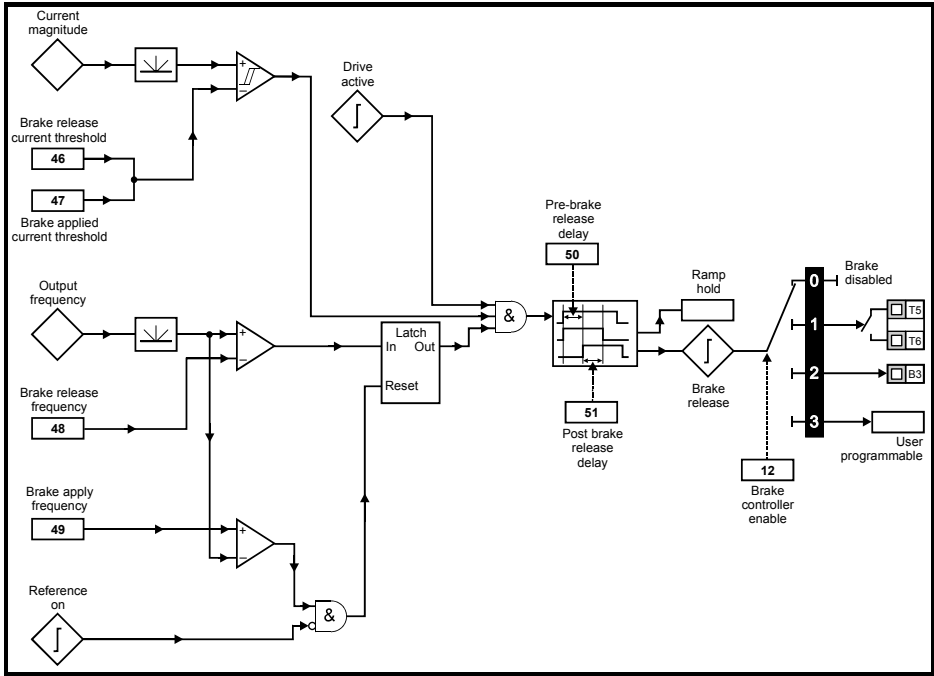 Current
magnitude
+
−
Drive
active
Brake release
current threshold
46
47
Brake applied
current threshold
Pre-brake
release
delay
50
Ramp
hold
Output
frequency
+
−
Latch
In Out
Reset
&
51
Post brake
release
delay
Brake
release
0
Brake
disabled
1
T5
T6
2
B3
3
User
programmable
12
Brake
controller
enable
Brake release
frequency
48
Brake apply
frequency
49
+
−
&
Reference
on